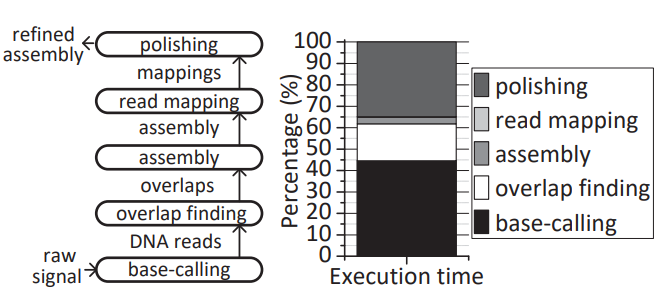 refined
assembly
polishing
mappings
read mapping
assembly
assembly
overlaps
overlap finding
DNA reads
raw
signal
base-calling
Percentage (%)
100
90
80
70
60
50
40
30
20
10
0
Execution time
polishing
read mapping
assembly
overlap finding
base-calling